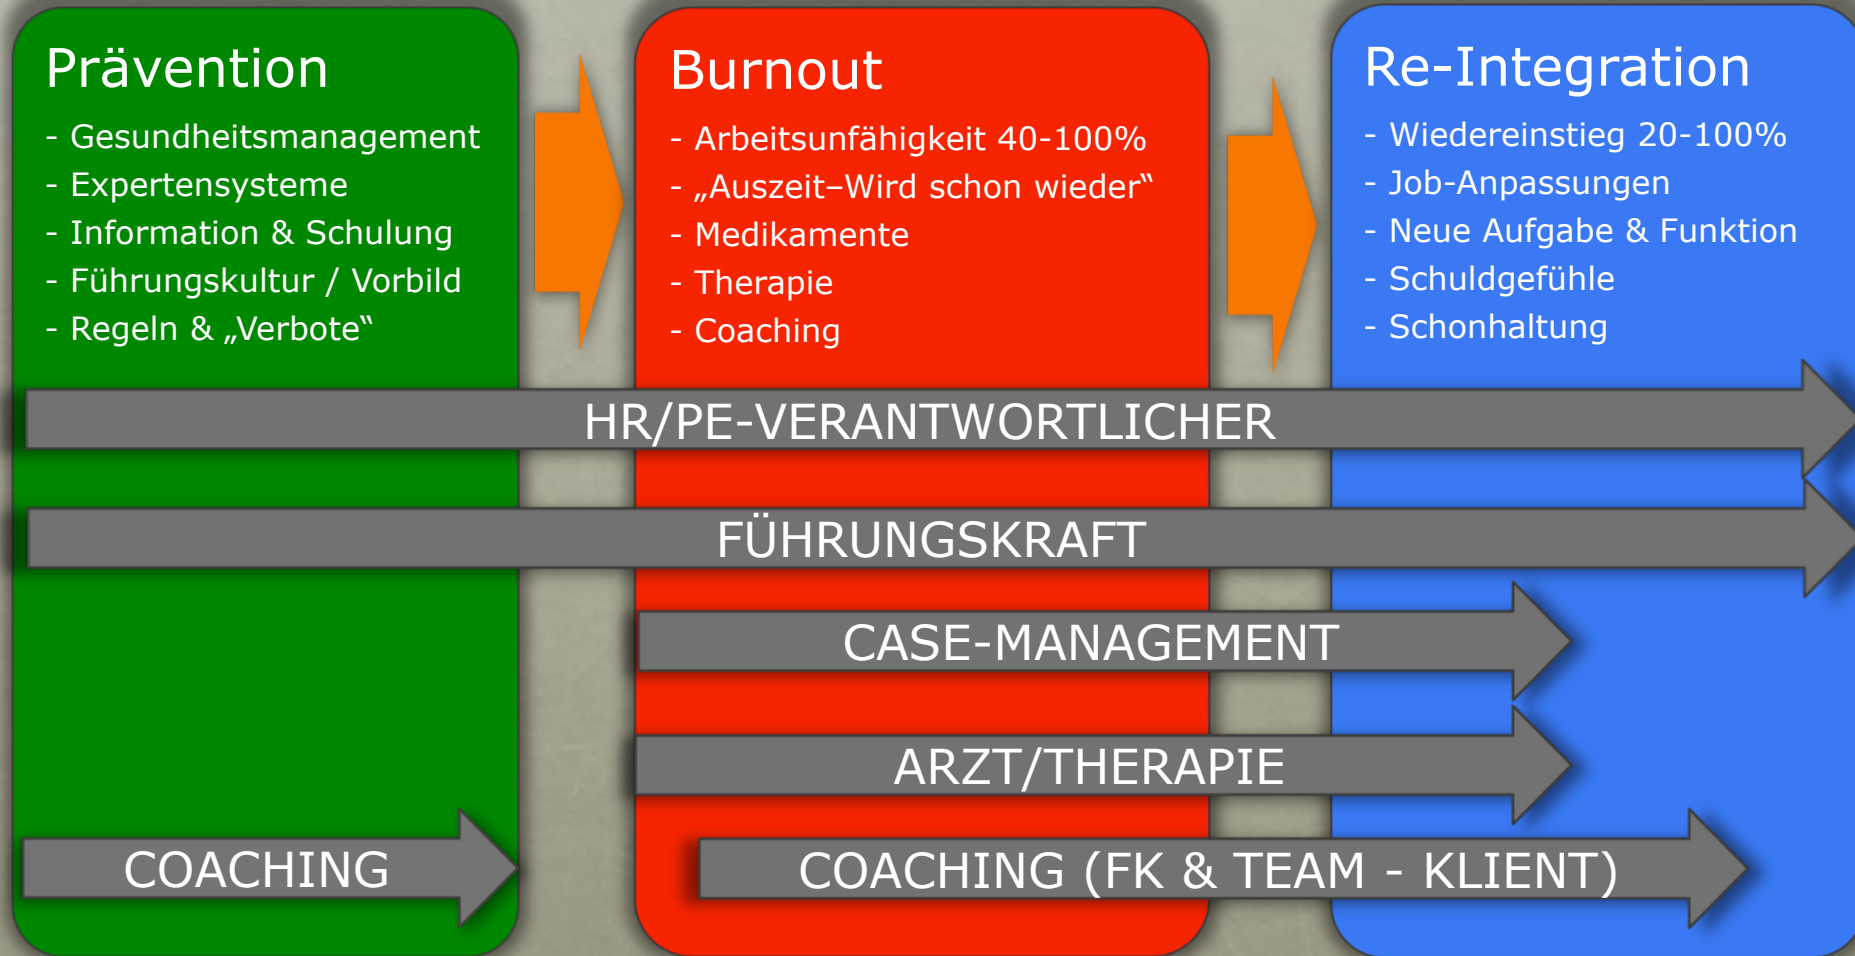 Prävention
- Gesundheitsmanagement
- Expertensysteme
- Information & Schulung
- Führungskultur / Vorbild
- Regeln & „Verbote“
Burnout
- Arbeitsunfähigkeit 40-100%
- „Auszeit–Wird schon wieder“
- Medikamente
- Therapie
- Coaching
Re-Integration
- Wiedereinstieg 20-100%
- Job-Anpassungen
- Neue Aufgabe & Funktion
- Schuldgefühle
- Schonhaltung
HR/PE-VERANTWORTLICHER
FÜHRUNGSKRAFT
CASE-MANAGEMENT
ARZT/THERAPIE
COACHING
COACHING (FK & TEAM - KLIENT)